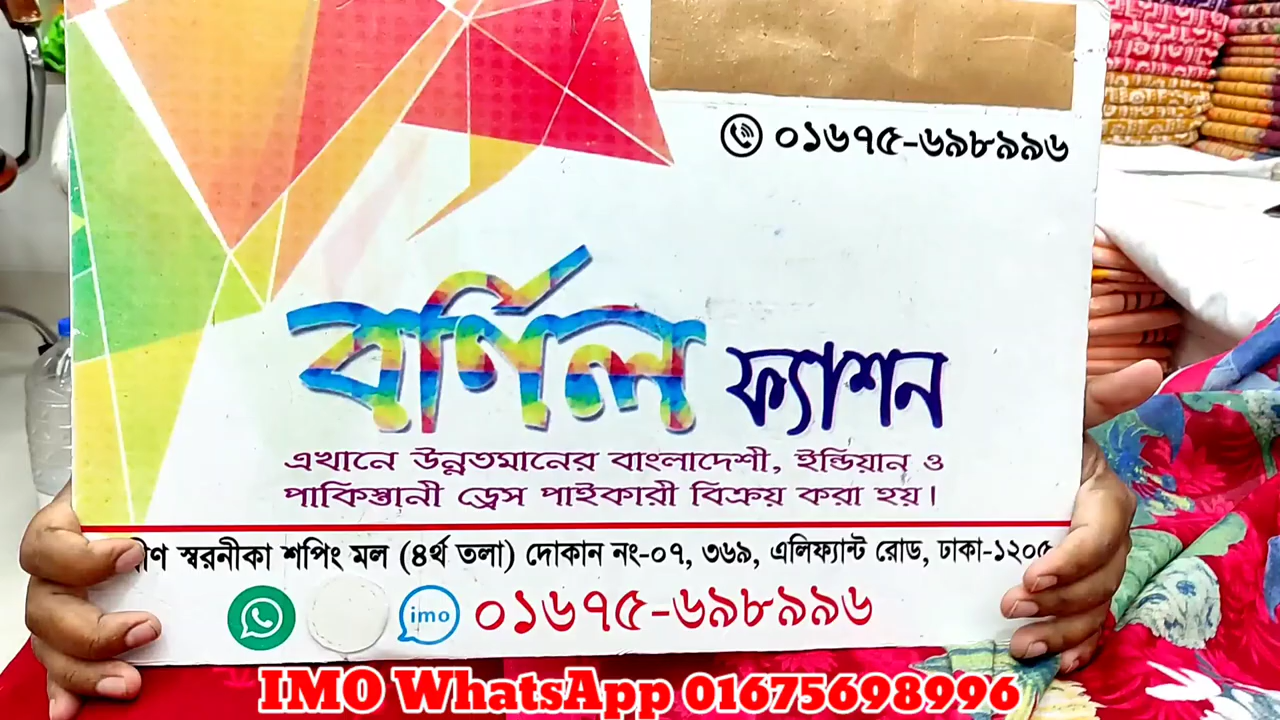 ০১৬৭৫-৬৯৮৯৯৬
বর্ণিল ফ্যাশন
এখানে উন্নতমানের বাংলাদেশী, ইন্ডিয়ান ও
পাকিস্তানী ড্রেস পাইকারী বিক্রয় করা হয়।
স্বরনীকা শপিং মল (৪র্থ তলা) দোকান নং-০৭, ৩৬৯, এলিফ্যান্ট রোড, ঢাকা-১২০৫
imo ০১৬৭৫-৬৯৮৯৯৬
IMO WhatsApp 01675698996